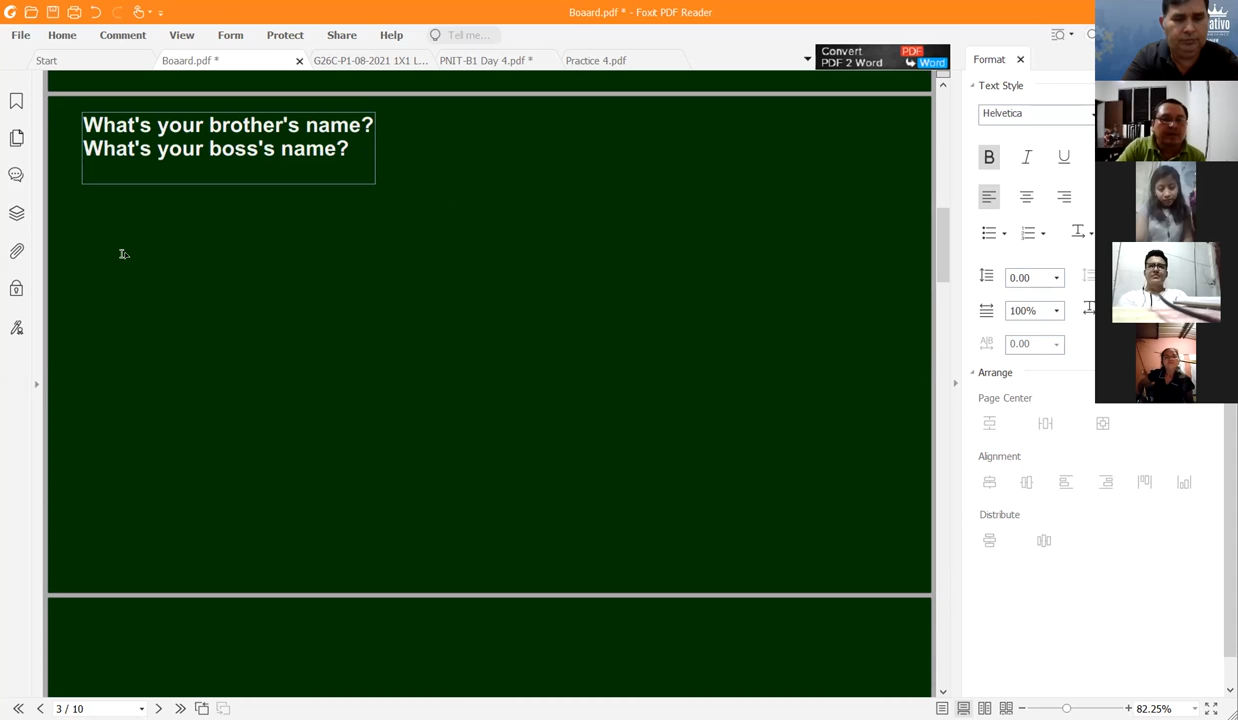 Boaard.pdf * - Foxit PDF Reader
File Home Comment View Form Protect Share Help Tell me...
Start Boaard.pdf * G26C-P1-08-2021 1X1 L... PNIT-B1 Day 4.pdf * Practice 4.pdf
Convert PDF
PDF 2 Word Word
ativo
What's your brother's name?
What's your boss's name?
Format
Text Style
Helvetica
B I U
0.00
100%
A|B 0.00
Arrange
Page Center
Alignment
Distribute
3 / 10
82.25%